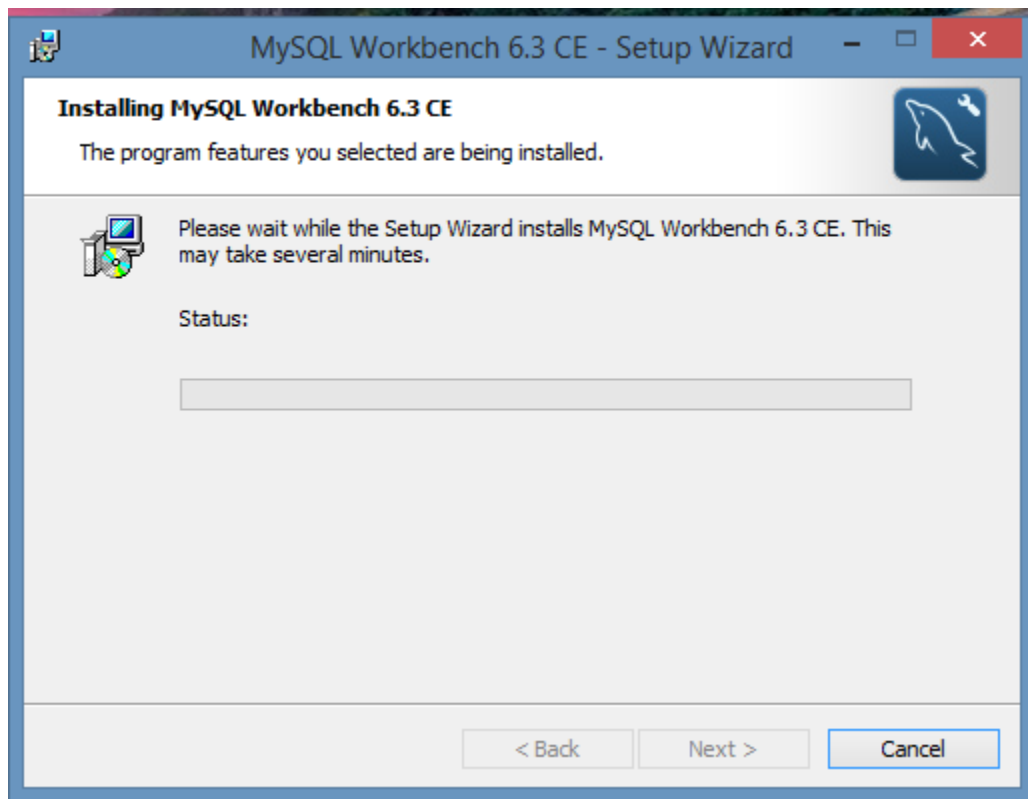 MySQL Workbench 6.3 CE - Setup Wizard
Installing MySQL Workbench 6.3 CE
The program features you selected are being installed.
Please wait while the Setup Wizard installs MySQL Workbench 6.3 CE. This
may take several minutes.
Status:
< Back
Next >
Cancel